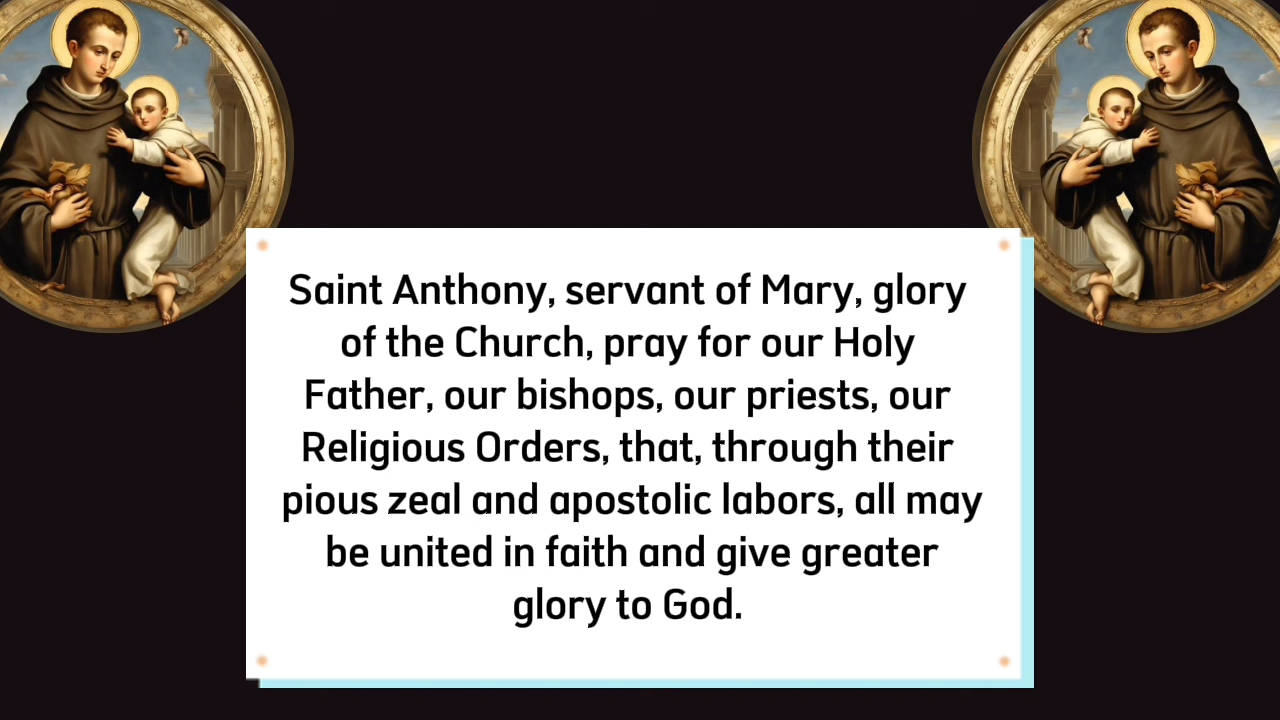 Saint Anthony, servant of Mary, glory
of the Church, pray for our Holy
Father, our bishops, our priests, our
Religious Orders, that, through their
pious zeal and apostolic labors, all may
be united in faith and give greater
glory to God.